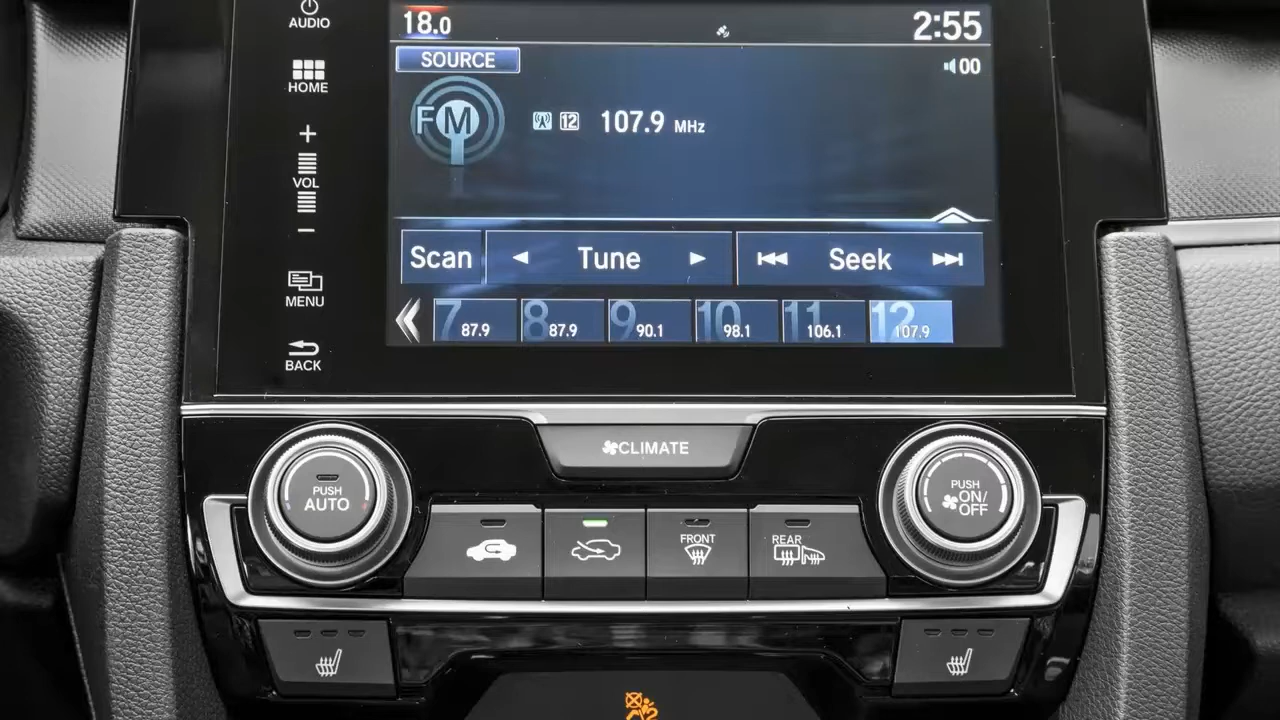 AUDIO
18.0
2:55
SOURCE
00
HOME
FM
12 107.9 MHz
+
VOL
−
Scan Tune Seek
MENU
7 87.9 8 87.9 9 90.1 10 98.1 11 106.1 12 107.9
BACK
CLIMATE
PUSH
AUTO
PUSH
ON/
OFF
FRONT
REAR
2